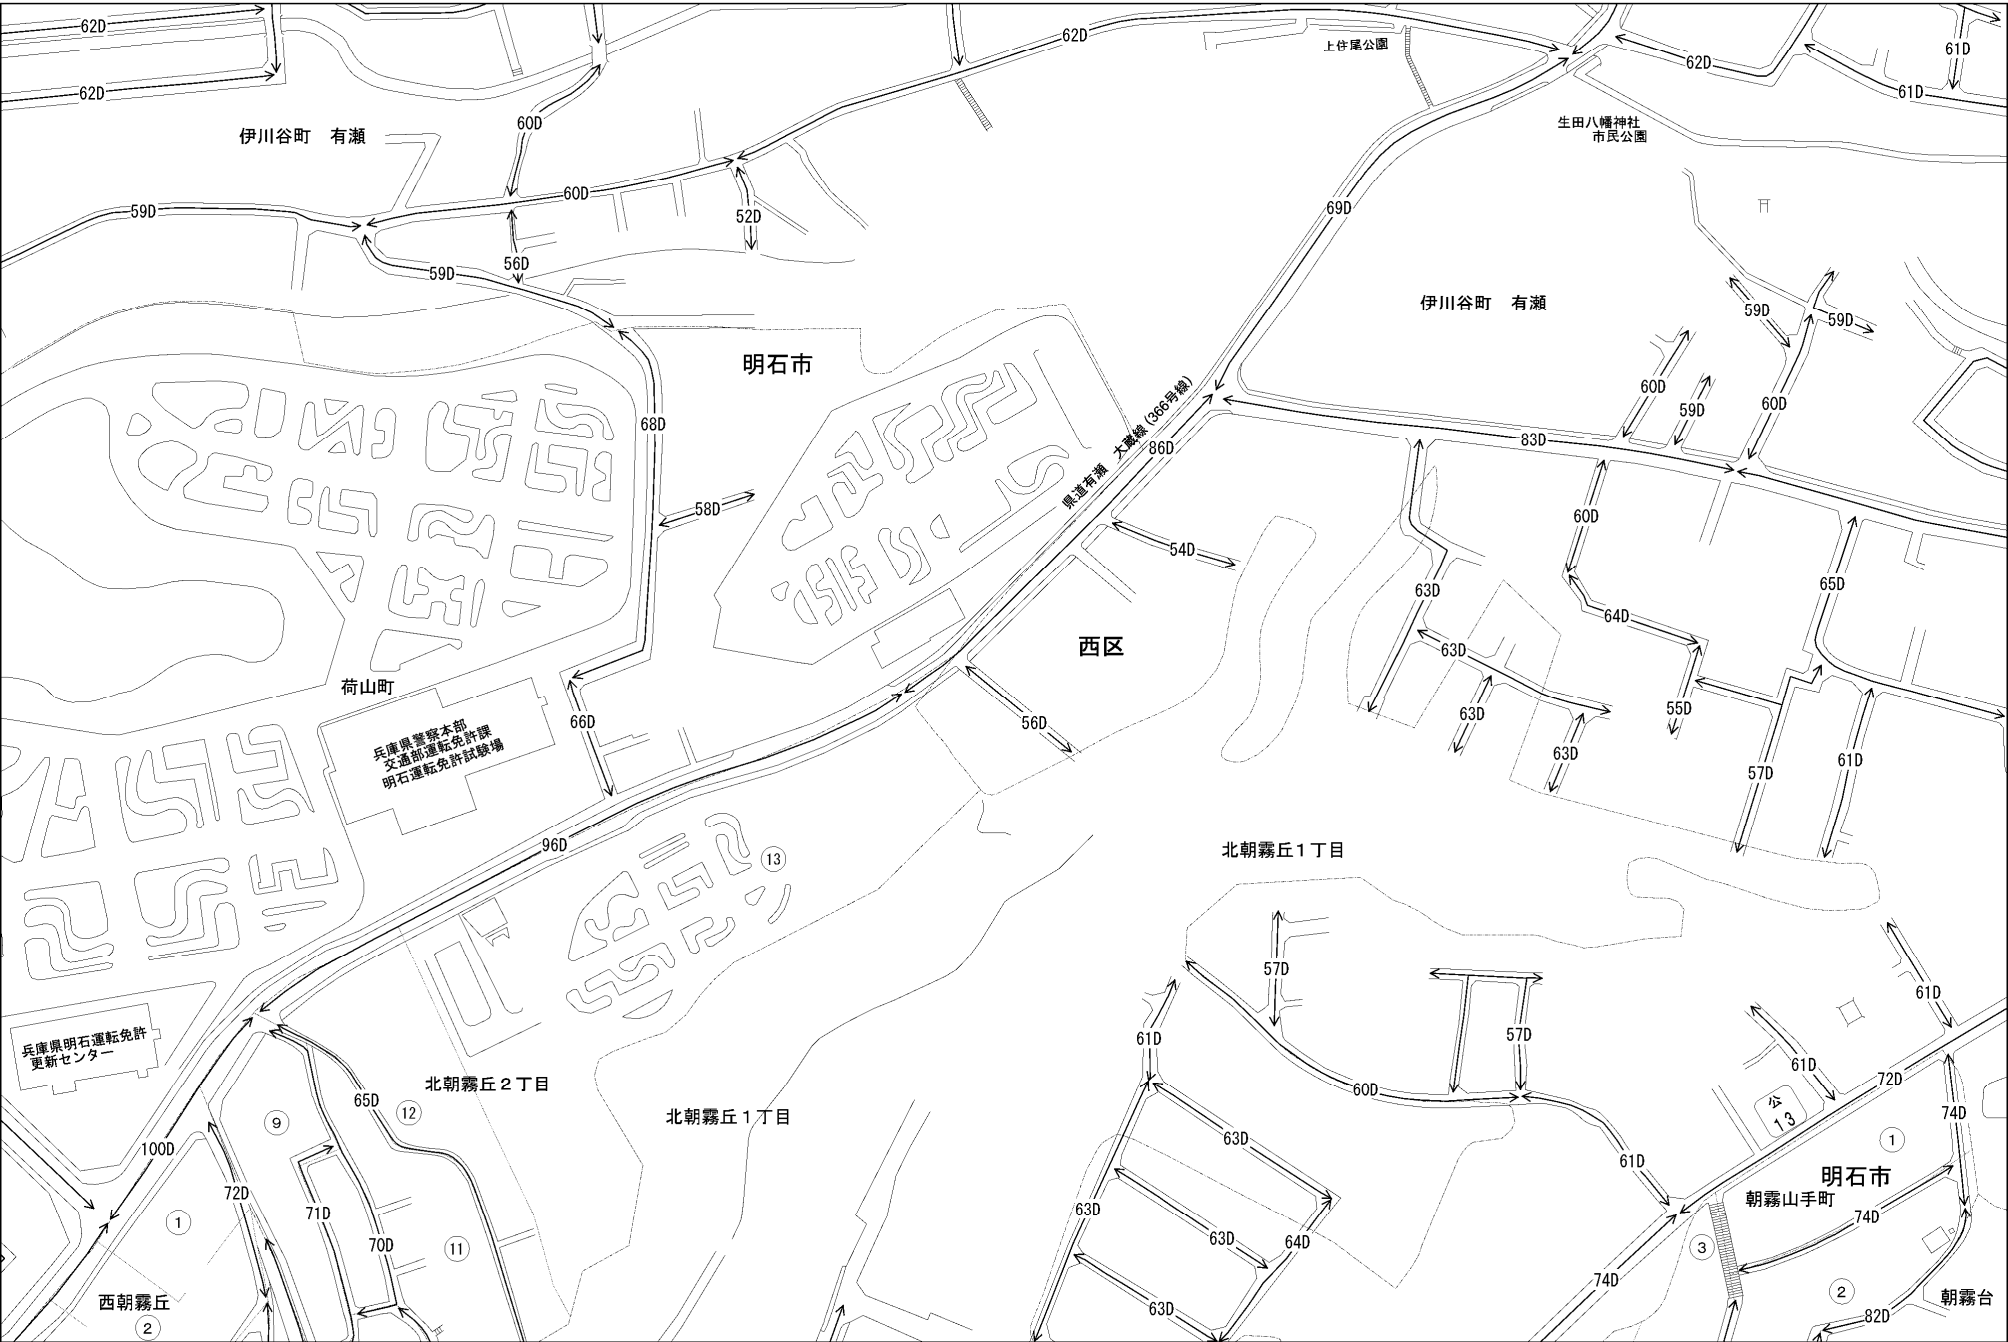 62D
62D
61D
上住尾公園
62D
62D
61D
60D
生田八幡神社
市民公園
伊川谷町　有瀬
60D
59D
52D
69D
56D
59D
伊川谷町　有瀬
59D
59D
明石市
60D
59D
60D
県道有瀬　大蔵線(366号線)
68D
86D
83D
58D
60D
54D
65D
63D
64D
西区
63D
荷山町
66D
56D
63D
55D
兵庫県警察本部
交通部運転免許課
明石運転免許試験場
63D
61D
57D
96D
⑬
北朝霧丘１丁目
57D
61D
兵庫県明石運転免許
更新センター
61D
57D
61D
72D
北朝霧丘２丁目
60D
65D
⑫
公
13
74D
⑨
北朝霧丘１丁目
63D
①
100D
61D
明石市
72D
朝霧山手町
71D
①
63D
74D
70D
⑪
63D
64D
③
74D
西朝霧丘
②
63D
②
朝霧台
82D